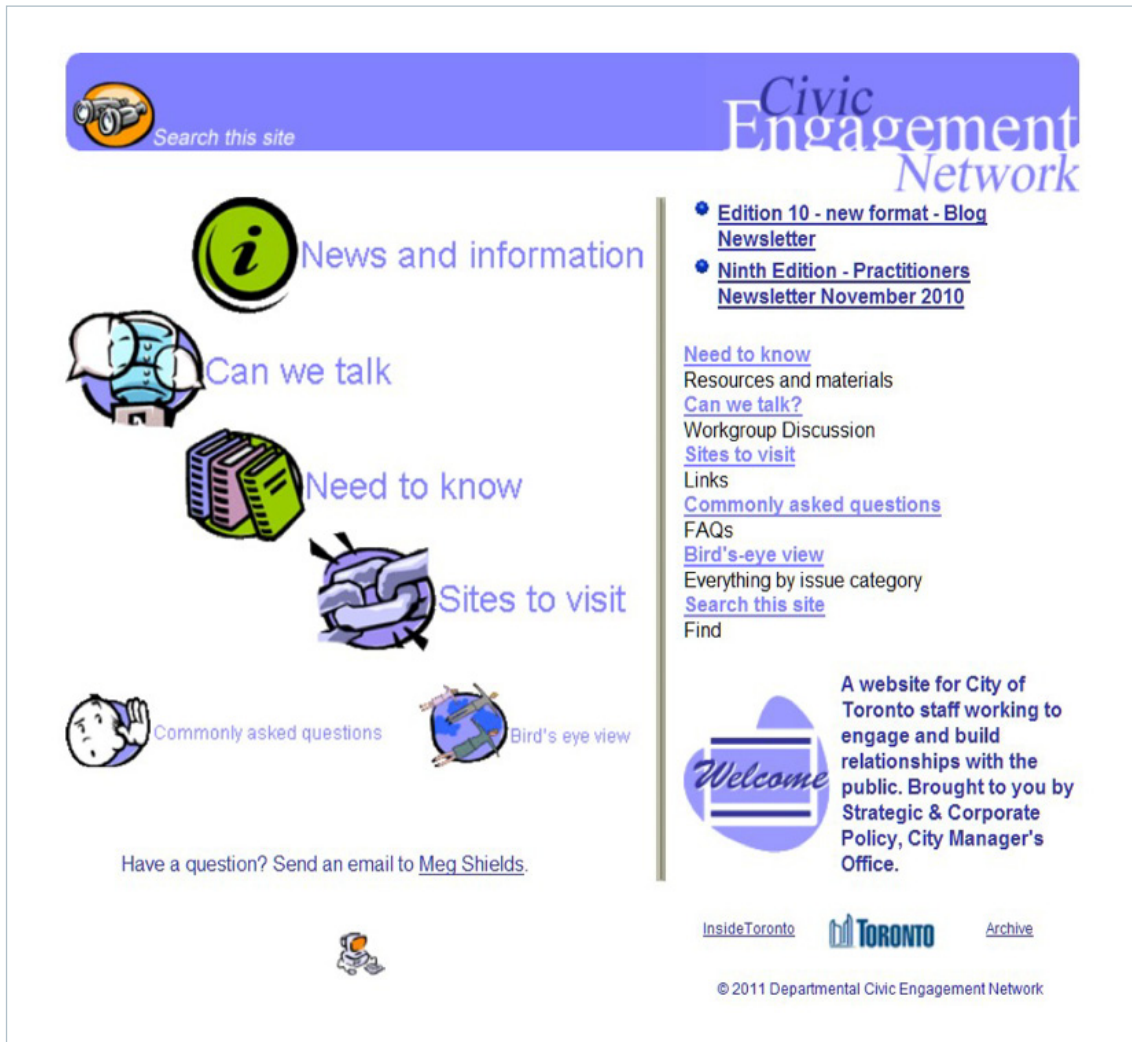 Search this site
Civic
Engagement
Network
News and information
Can we talk
Need to know
Sites to visit
Commonly asked questions
Bird's eye view
Have a question? Send an email to Meg Shields.
Edition 10 - new format - Blog
Newsletter
Ninth Edition - Practitioners
Newsletter November 2010
Need to know
Resources and materials
Can we talk?
Workgroup Discussion
Sites to visit
Links
Commonly asked questions
FAQs
Bird's-eye view
Everything by issue category
Search this site
Find
Welcome
A website for City of
Toronto staff working to
engage and build
relationships with the
public. Brought to you by
Strategic & Corporate
Policy, City Manager's
Office.
InsideToronto
TORONTO
Archive
© 2011 Departmental Civic Engagement Network